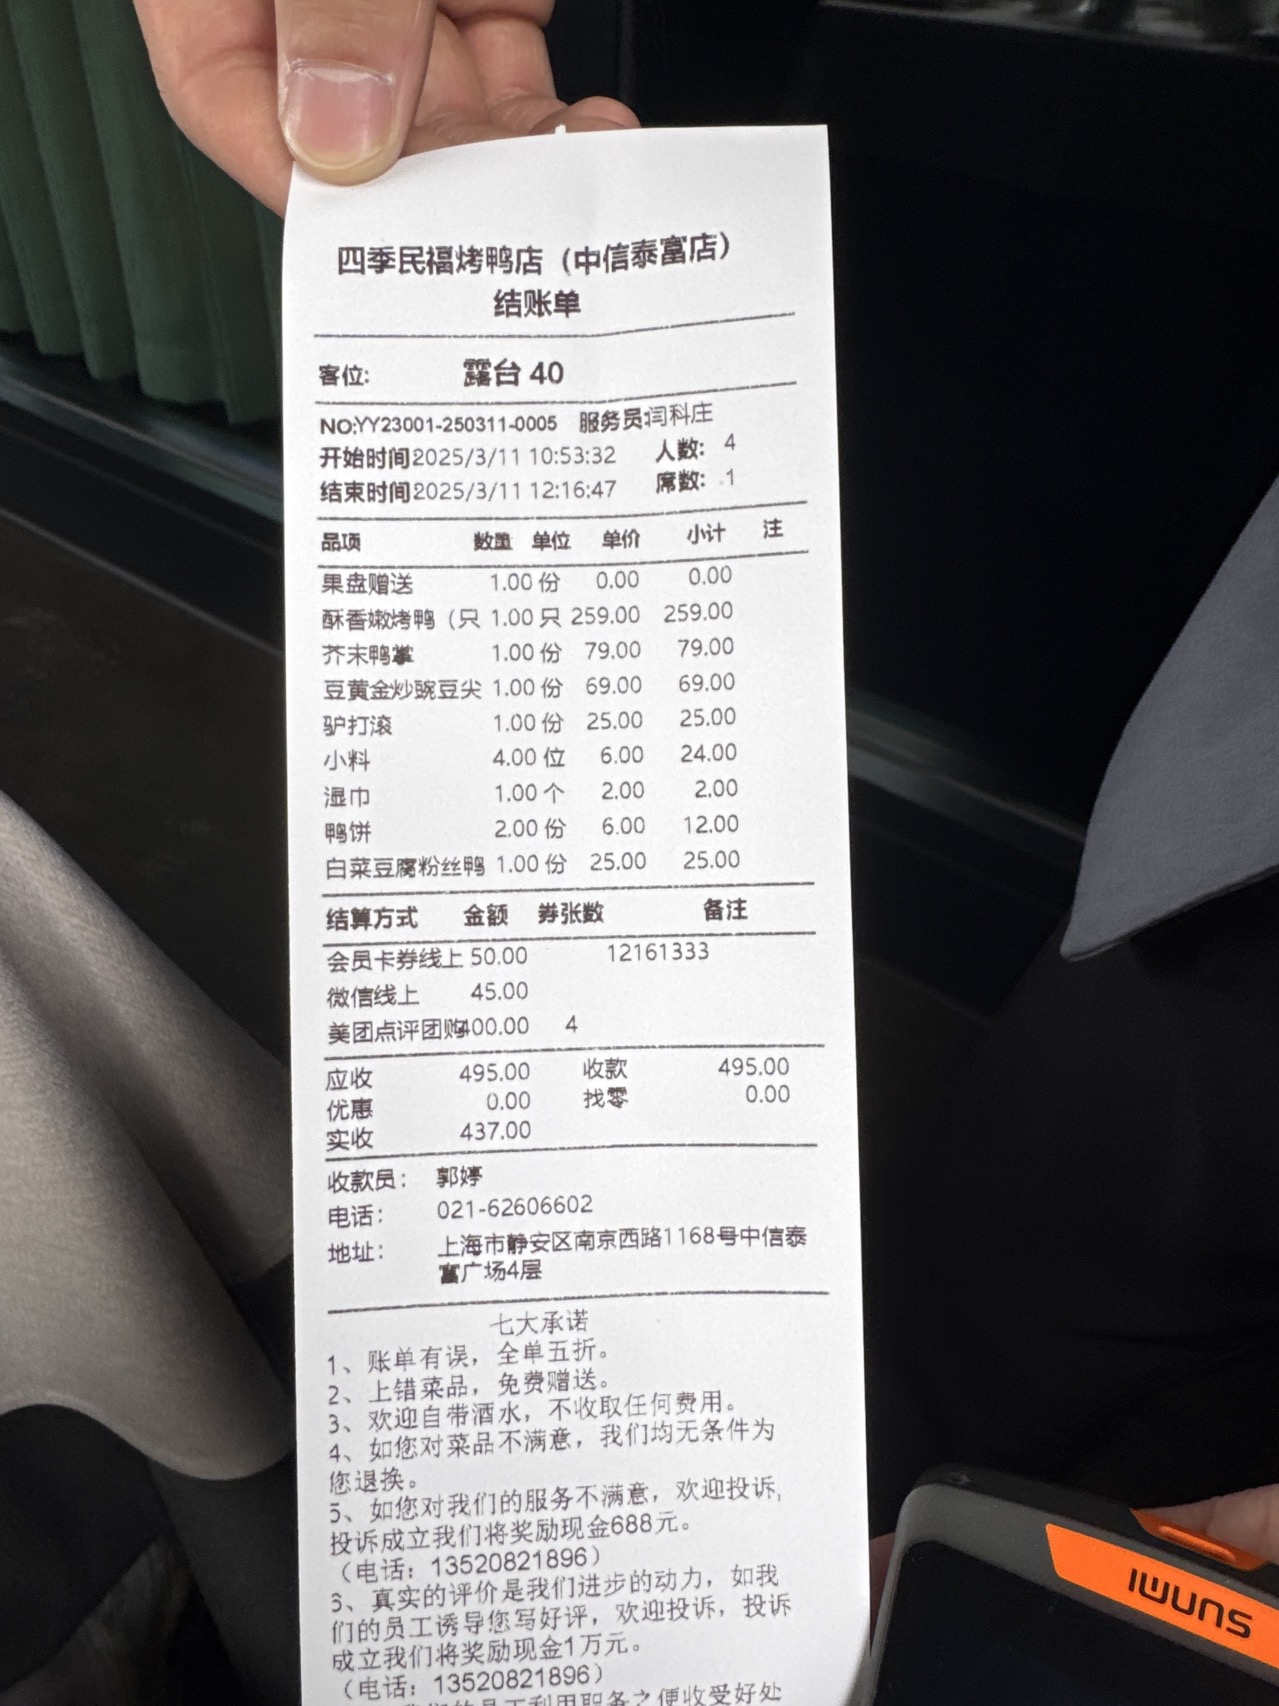 四季民福烤鸭店（中信泰富店）
结账单
客位： 露台 40
NO:YY23001-250311-0005 服务员:闫科庄
开始时间2025/3/11 10:53:32 人数： 4
结束时间2025/3/11 12:16:47 席数： 1
品项 数量 单位 单价 小计 注
果盘赠送 1.00 份 0.00 0.00
酥香嫩烤鸭（只 1.00 只 259.00 259.00
芥末鸭掌 1.00 份 79.00 79.00
豆黄金炒豌豆尖 1.00 份 69.00 69.00
驴打滚 1.00 份 25.00 25.00
小料 4.00 位 6.00 24.00
湿巾 1.00 个 2.00 2.00
鸭饼 2.00 份 6.00 12.00
白菜豆腐粉丝鸭 1.00 份 25.00 25.00
结算方式 金额 券张数 备注
会员卡券线上 50.00 12161333
微信线上 45.00
美团点评团购400.00 4
应收 495.00 收款 495.00
优惠 0.00 找零 0.00
实收 437.00
收款员： 郭婷
电话： 021-62606602
地址： 上海市静安区南京西路1168号中信泰
富广场4层
七大承诺
1、账单有误，全单五折。
2、上错菜品，免费赠送。
3、欢迎自带酒水，不收取任何费用。
4、如您对菜品不满意，我们均无条件为
您退换。
5、如您对我们的服务不满意，欢迎投诉，
投诉成立我们将奖励现金688元。
（电话：13520821896）
6、真实的评价是我们进步的动力，如我
们的员工诱导您写好评，欢迎投诉，投诉
成立我们将奖励现金1万元。
（电话：13520821896）
的员工利用职务之便收受好处
SUNMI